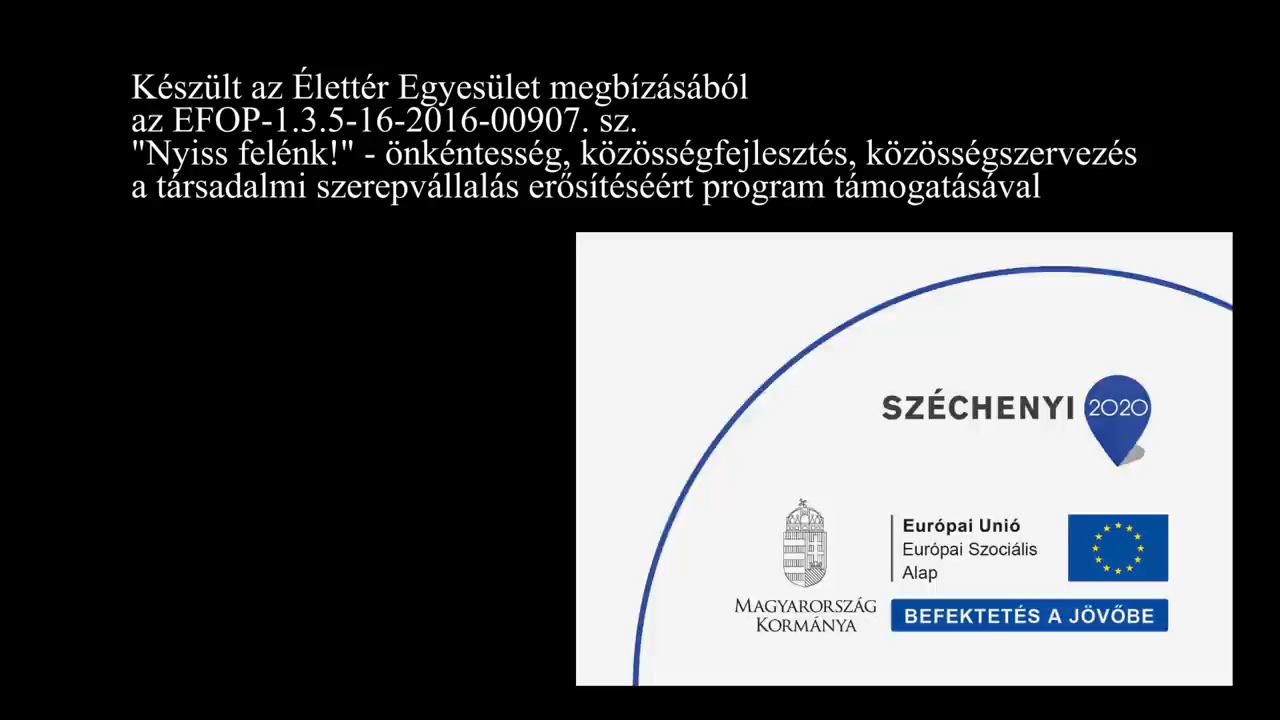 Készült az Élettér Egyesület megbízásából
az EFOP-1.3.5-16-2016-00907. sz.
"Nyiss felénk!" - önkéntesség, közösségfejlesztés, közösségszervezés
a társadalmi szerepvállalás erősítéséért program támogatásával
SZÉCHENYI 2020
Európai Unió
Európai Szociális
Alap
MAGYARORSZÁG
KORMÁNYA
BEFEKTETÉS A JÖVŐBE